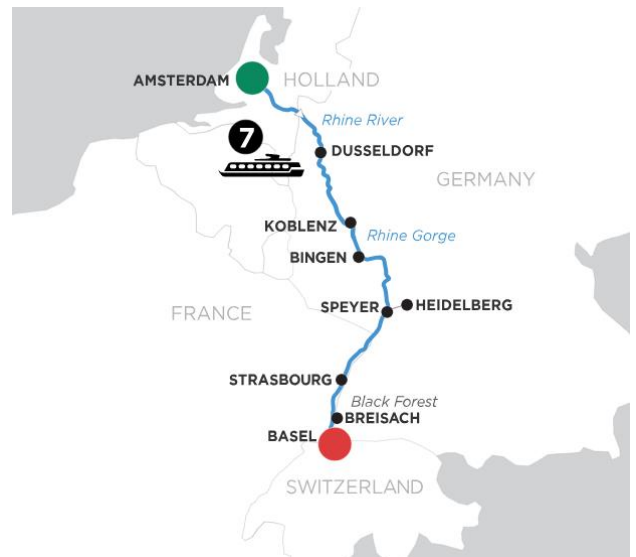 AMSTERDAM
HOLLAND
Rhine River
7
DUSSELDORF
GERMANY
KOBLENZ
Rhine Gorge
BINGEN
FRANCE
SPEYER
HEIDELBERG
STRASBOURG
Black Forest
BREISACH
BASEL
SWITZERLAND